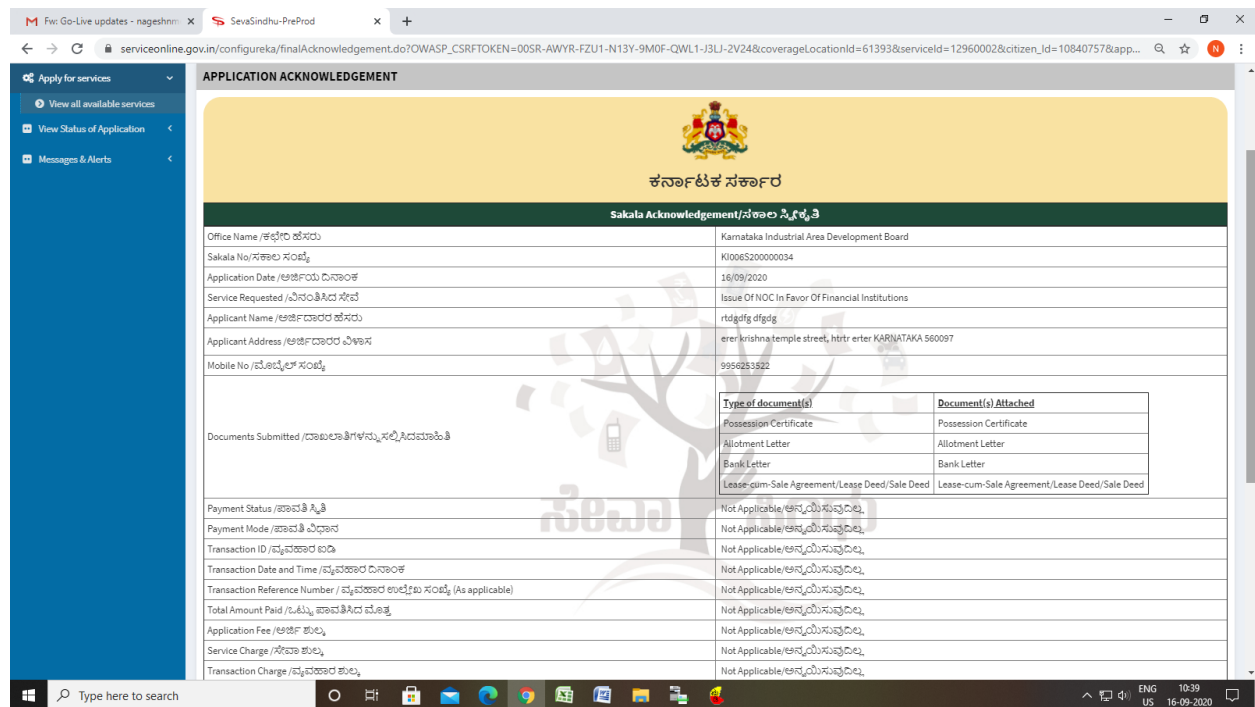 Fw: Go-Live updates - nageshnm
SevaSindhu-PreProd
serviceonline.gov.in/configureka/finalAcknowledgement.do?OWASP_CSRFTOKEN=00SR-AWYR-FZU1-N13Y-9M0F-QWL1-J3LJ-2V24&coverageLocationId=61393&serviceId=12960002&citizen_Id=10840757&app...
N
Apply for services
View all available services
View Status of Application
Messages & Alerts
APPLICATION ACKNOWLEDGEMENT
ಕರ್ನಾಟಕ ಸರ್ಕಾರ
Sakala Acknowledgement/ಸಕಾಲ ಸ್ವೀಕೃತಿ
Office Name /ಕಛೇರಿ ಹೆಸರು Karnataka Industrial Area Development Board
Sakala No/ಸಕಾಲ ಸಂಖ್ಯೆ KI006S200000034
Application Date /ಅರ್ಜಿಯ ದಿನಾಂಕ 16/09/2020
Service Requested /ವಿನಂತಿಸಿದ ಸೇವೆ Issue Of NOC In Favor Of Financial Institutions
Applicant Name /ಅರ್ಜಿದಾರರ ಹೆಸರು rtdgdfg dfgdg
Applicant Address /ಅರ್ಜಿದಾರರ ವಿಳಾಸ erer krishna temple street, htrtr erter KARNATAKA 560097
Mobile No /ಮೊಬೈಲ್ ಸಂಖ್ಯೆ 9956253522
Documents Submitted /ದಾಖಲಾತಿಗಳನ್ನು ಸಲ್ಲಿಸಿದಮಾಹಿತಿ
Type of document(s) Document(s) Attached
Possession Certificate Possession Certificate
Allotment Letter Allotment Letter
Bank Letter Bank Letter
Lease-cum-Sale Agreement/Lease Deed/Sale Deed Lease-cum-Sale Agreement/Lease Deed/Sale Deed
ಸೇವಾ ಸಿಂಧು
Payment Status /ಪಾವತಿ ಸ್ಥಿತಿ Not Applicable/ಅನ್ವಯಿಸುವುದಿಲ್ಲ
Payment Mode /ಪಾವತಿ ವಿಧಾನ Not Applicable/ಅನ್ವಯಿಸುವುದಿಲ್ಲ
Transaction ID /ವ್ಯವಹಾರ ಐಡಿ Not Applicable/ಅನ್ವಯಿಸುವುದಿಲ್ಲ
Transaction Date and Time /ವ್ಯವಹಾರ ದಿನಾಂಕ Not Applicable/ಅನ್ವಯಿಸುವುದಿಲ್ಲ
Transaction Reference Number / ವ್ಯವಹಾರ ಉಲ್ಲೇಖ ಸಂಖ್ಯೆ (As applicable) Not Applicable/ಅನ್ವಯಿಸುವುದಿಲ್ಲ
Total Amount Paid /ಒಟ್ಟು ಪಾವತಿಸಿದ ಮೊತ್ತ Not Applicable/ಅನ್ವಯಿಸುವುದಿಲ್ಲ
Application Fee /ಅರ್ಜಿ ಶುಲ್ಕ Not Applicable/ಅನ್ವಯಿಸುವುದಿಲ್ಲ
Service Charge /ಸೇವಾ ಶುಲ್ಕ Not Applicable/ಅನ್ವಯಿಸುವುದಿಲ್ಲ
Transaction Charge /ವ್ಯವಹಾರ ಶುಲ್ಕ Not Applicable/ಅನ್ವಯಿಸುವುದಿಲ್ಲ
Type here to search
ENG 10:39
US 16-09-2020